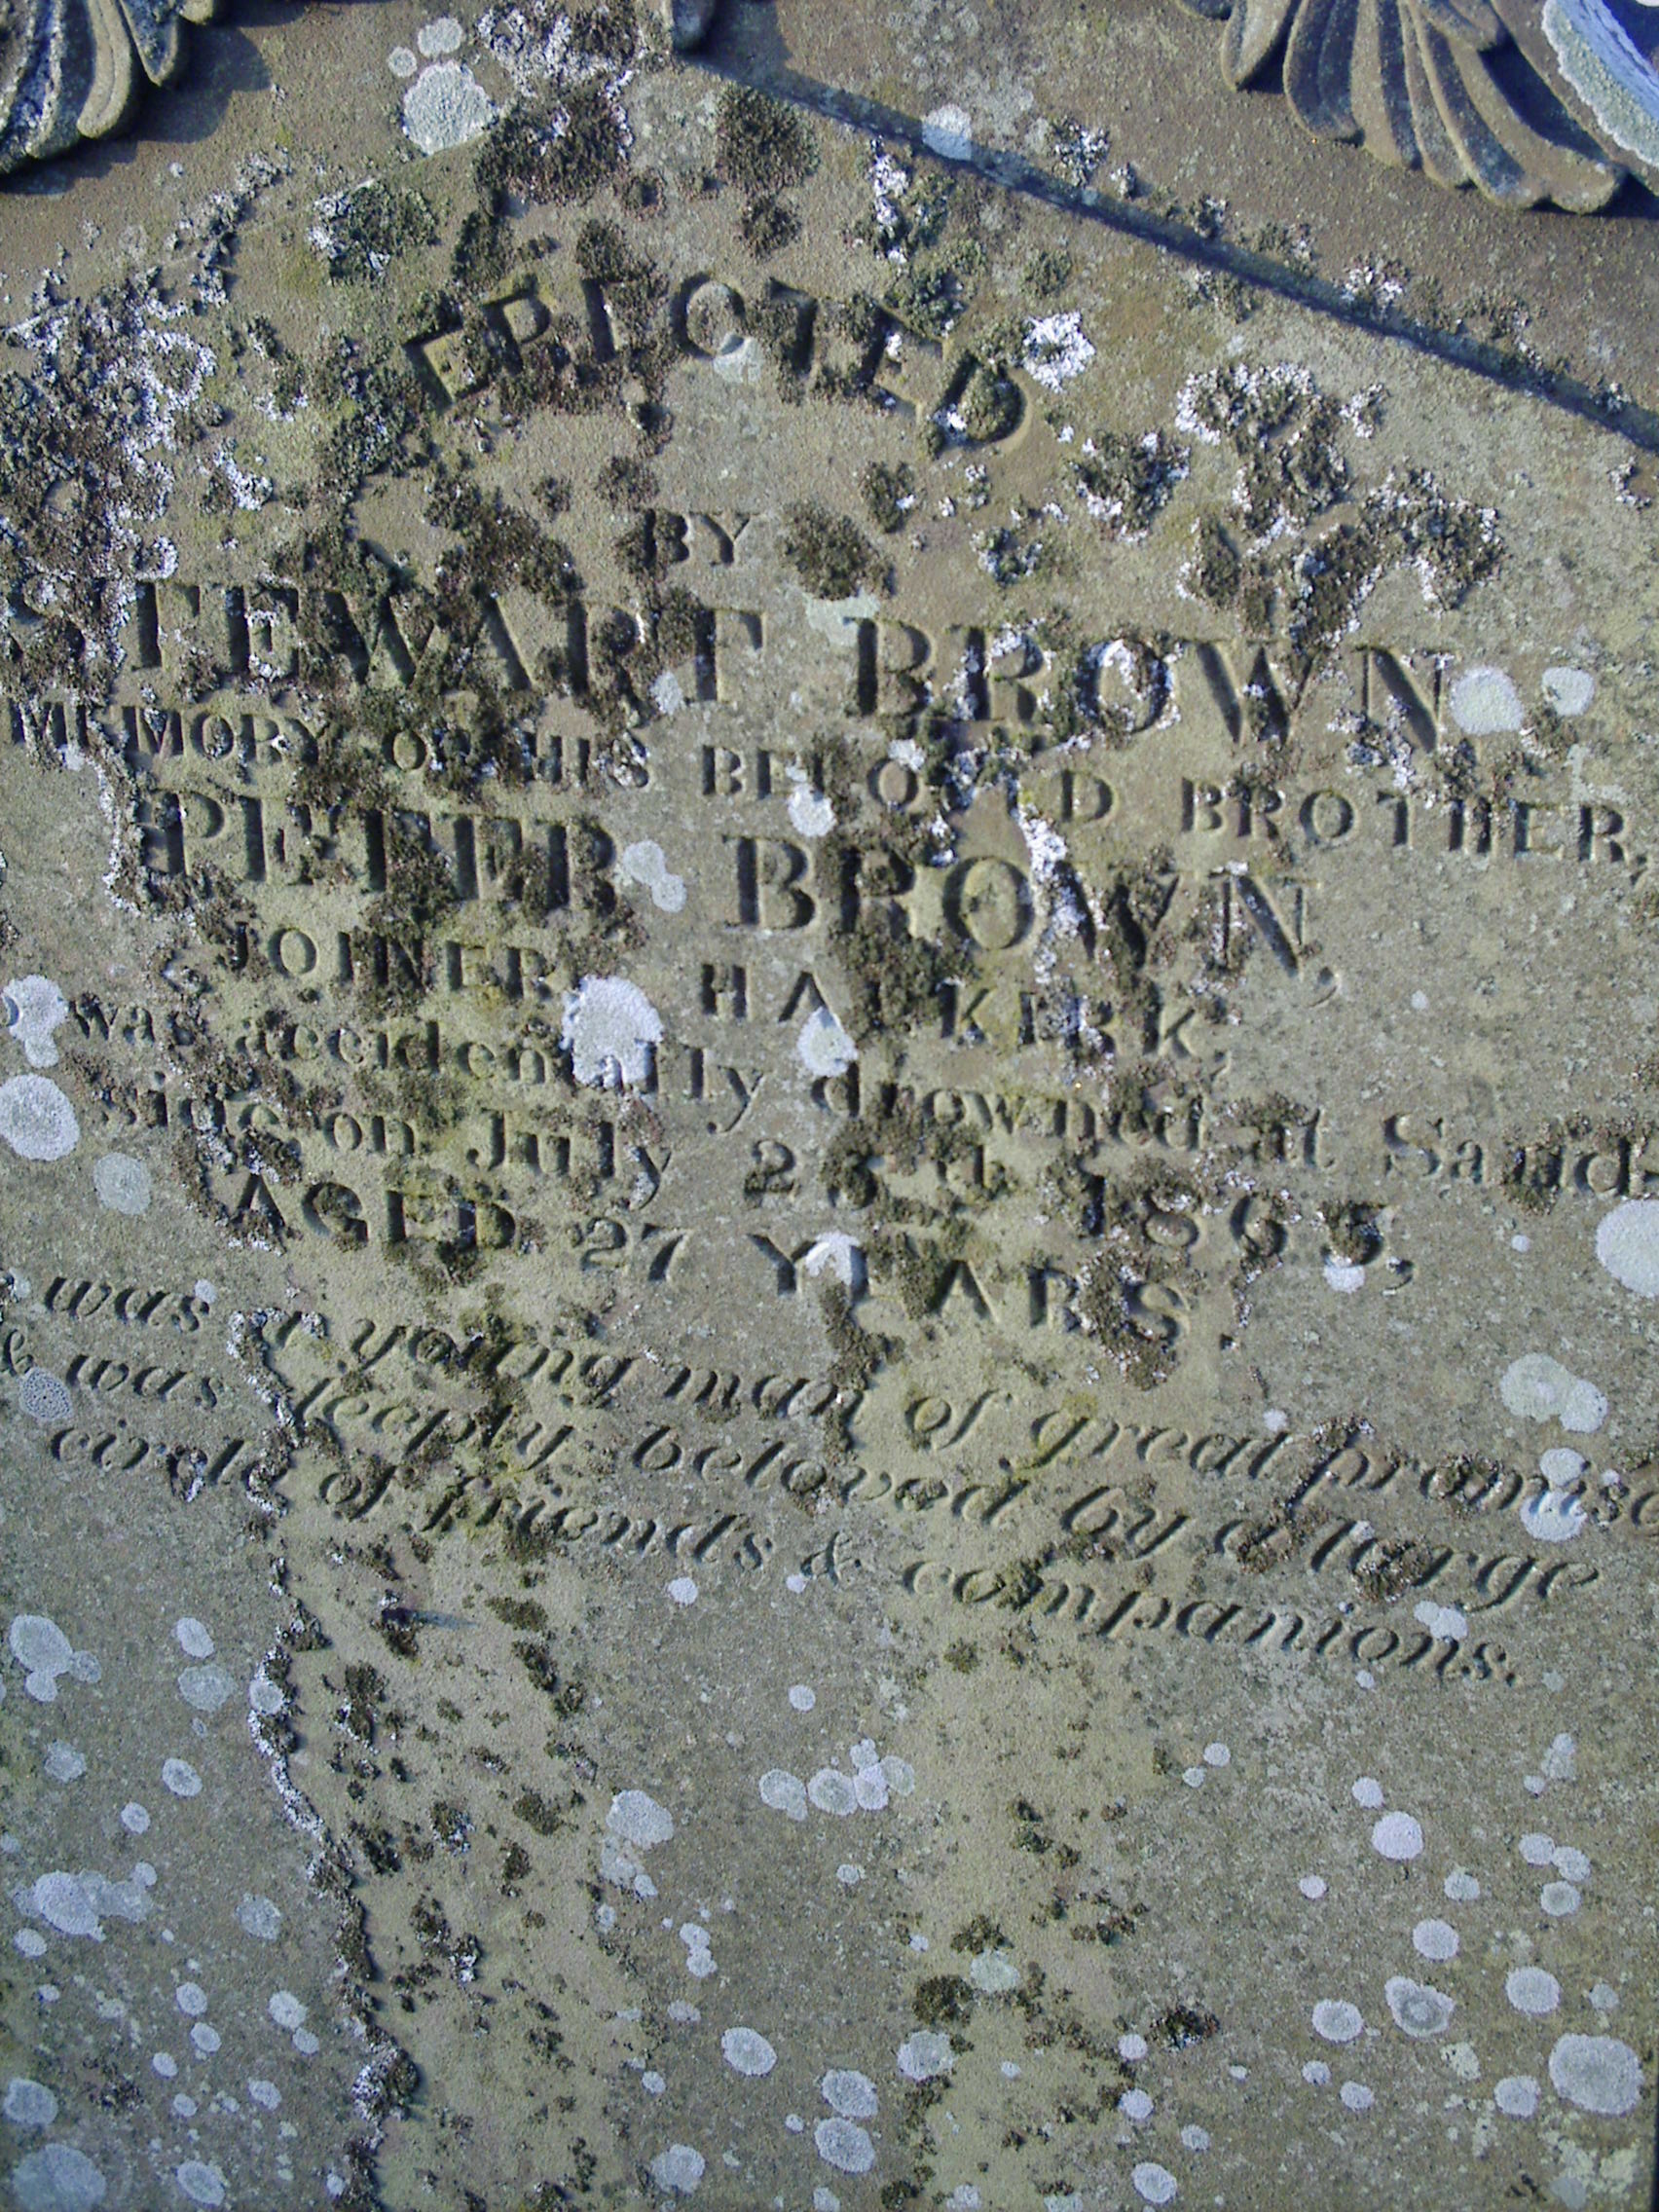 ERECTED
BY
STEWART BROWN
MEMORY OF HIS BELOVED BROTHER,
PETER BROWN,
JOINER, HALKIRK,
was accidentally drowned at Sand-
side on July
AGED 27 YEARS.
was a young man of great promise
& was deeply beloved by a large
circle of friends & companions.